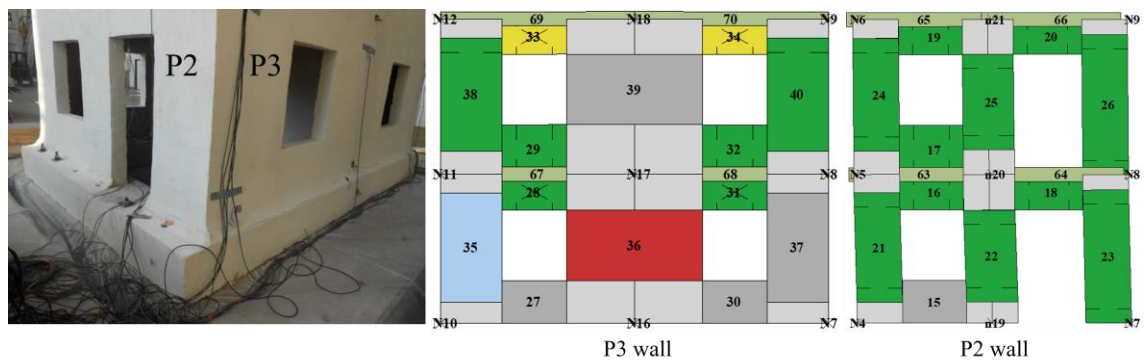 P2
P3
N12 69 N18 70 N9
33 34
38 39 40
29 32
N11 67 N17 68 N8
28 31
35 36 37
27 30
N10 N16 N7
P3 wall
N6 65 n21 66 N9
19 20
24 25 26
17
N5 63 n20 64 N8
16 18
21 22 23
15
N4 n19 N7
P2 wall